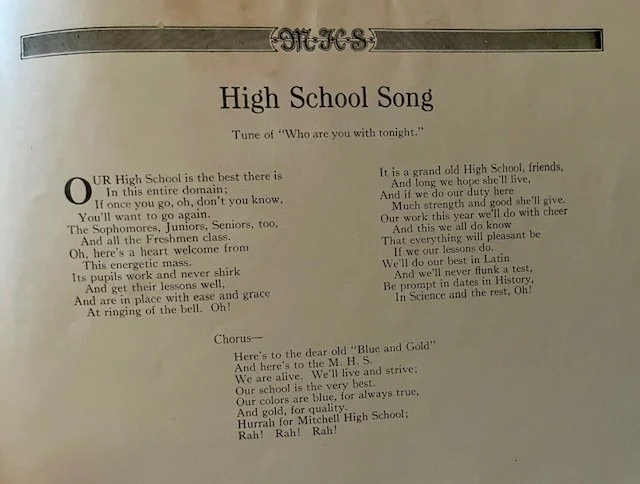 M-H-S
High School Song
Tune of "Who are you with tonight."
OUR High School is the best there is
In this entire domain;
If once you go, oh, don't you know,
You'll want to go again.
The Sophomores, Juniors, Seniors, too,
And all the Freshmen class.
Oh, here's a heart welcome from
This energetic mass.
Its pupils work and never shirk
And get their lessons well,
And are in place with ease and grace
At ringing of the bell. Oh!
It is a grand old High School, friends,
And long we hope she'll live,
And if we do our duty here
Much strength and good she'll give.
Our work this year we'll do with cheer
And this we all do know
That everything will pleasant be
If we our lessons do.
We'll do our best in Latin
And we'll never flunk a test,
Be prompt in dates in History,
In Science and the rest, Oh!
Chorus—
Here's to the dear old "Blue and Gold"
And here's to the M. H. S.
We are alive. We'll live and strive;
Our school is the very best.
Our colors are blue, for always true,
And gold, for quality.
Hurrah for Mitchell High School;
Rah! Rah! Rah!